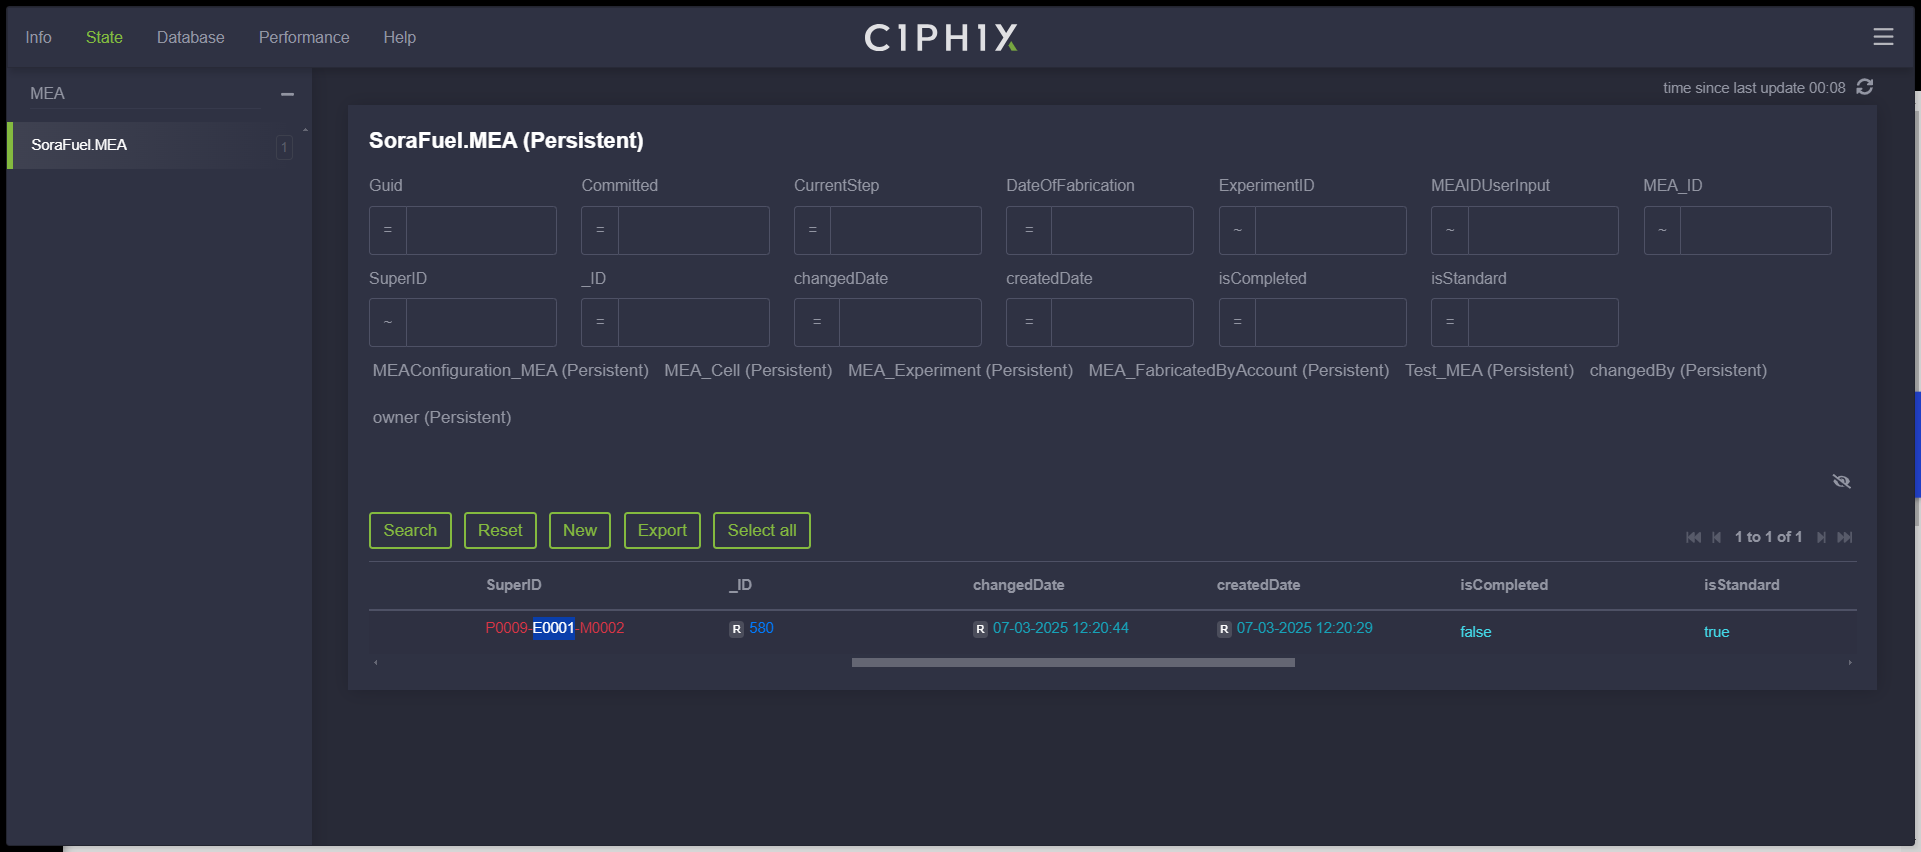 Info State Database Performance Help C1PH1X
MEA
time since last update 00:08
SoraFuel.MEA 1
SoraFuel.MEA (Persistent)
Guid Committed CurrentStep DateOfFabrication ExperimentID MEAIDUserInput MEA_ID
= = = = ~ ~ ~
SuperID _ID changedDate createdDate isCompleted isStandard
~ = = = = =
MEAConfiguration_MEA (Persistent) MEA_Cell (Persistent) MEA_Experiment (Persistent) MEA_FabricatedByAccount (Persistent) Test_MEA (Persistent) changedBy (Persistent)
owner (Persistent)
Search Reset New Export Select all 1 to 1 of 1
SuperID _ID changedDate createdDate isCompleted isStandard
P0009-E0001-M0002 R 580 R 07-03-2025 12:20:44 R 07-03-2025 12:20:29 false true